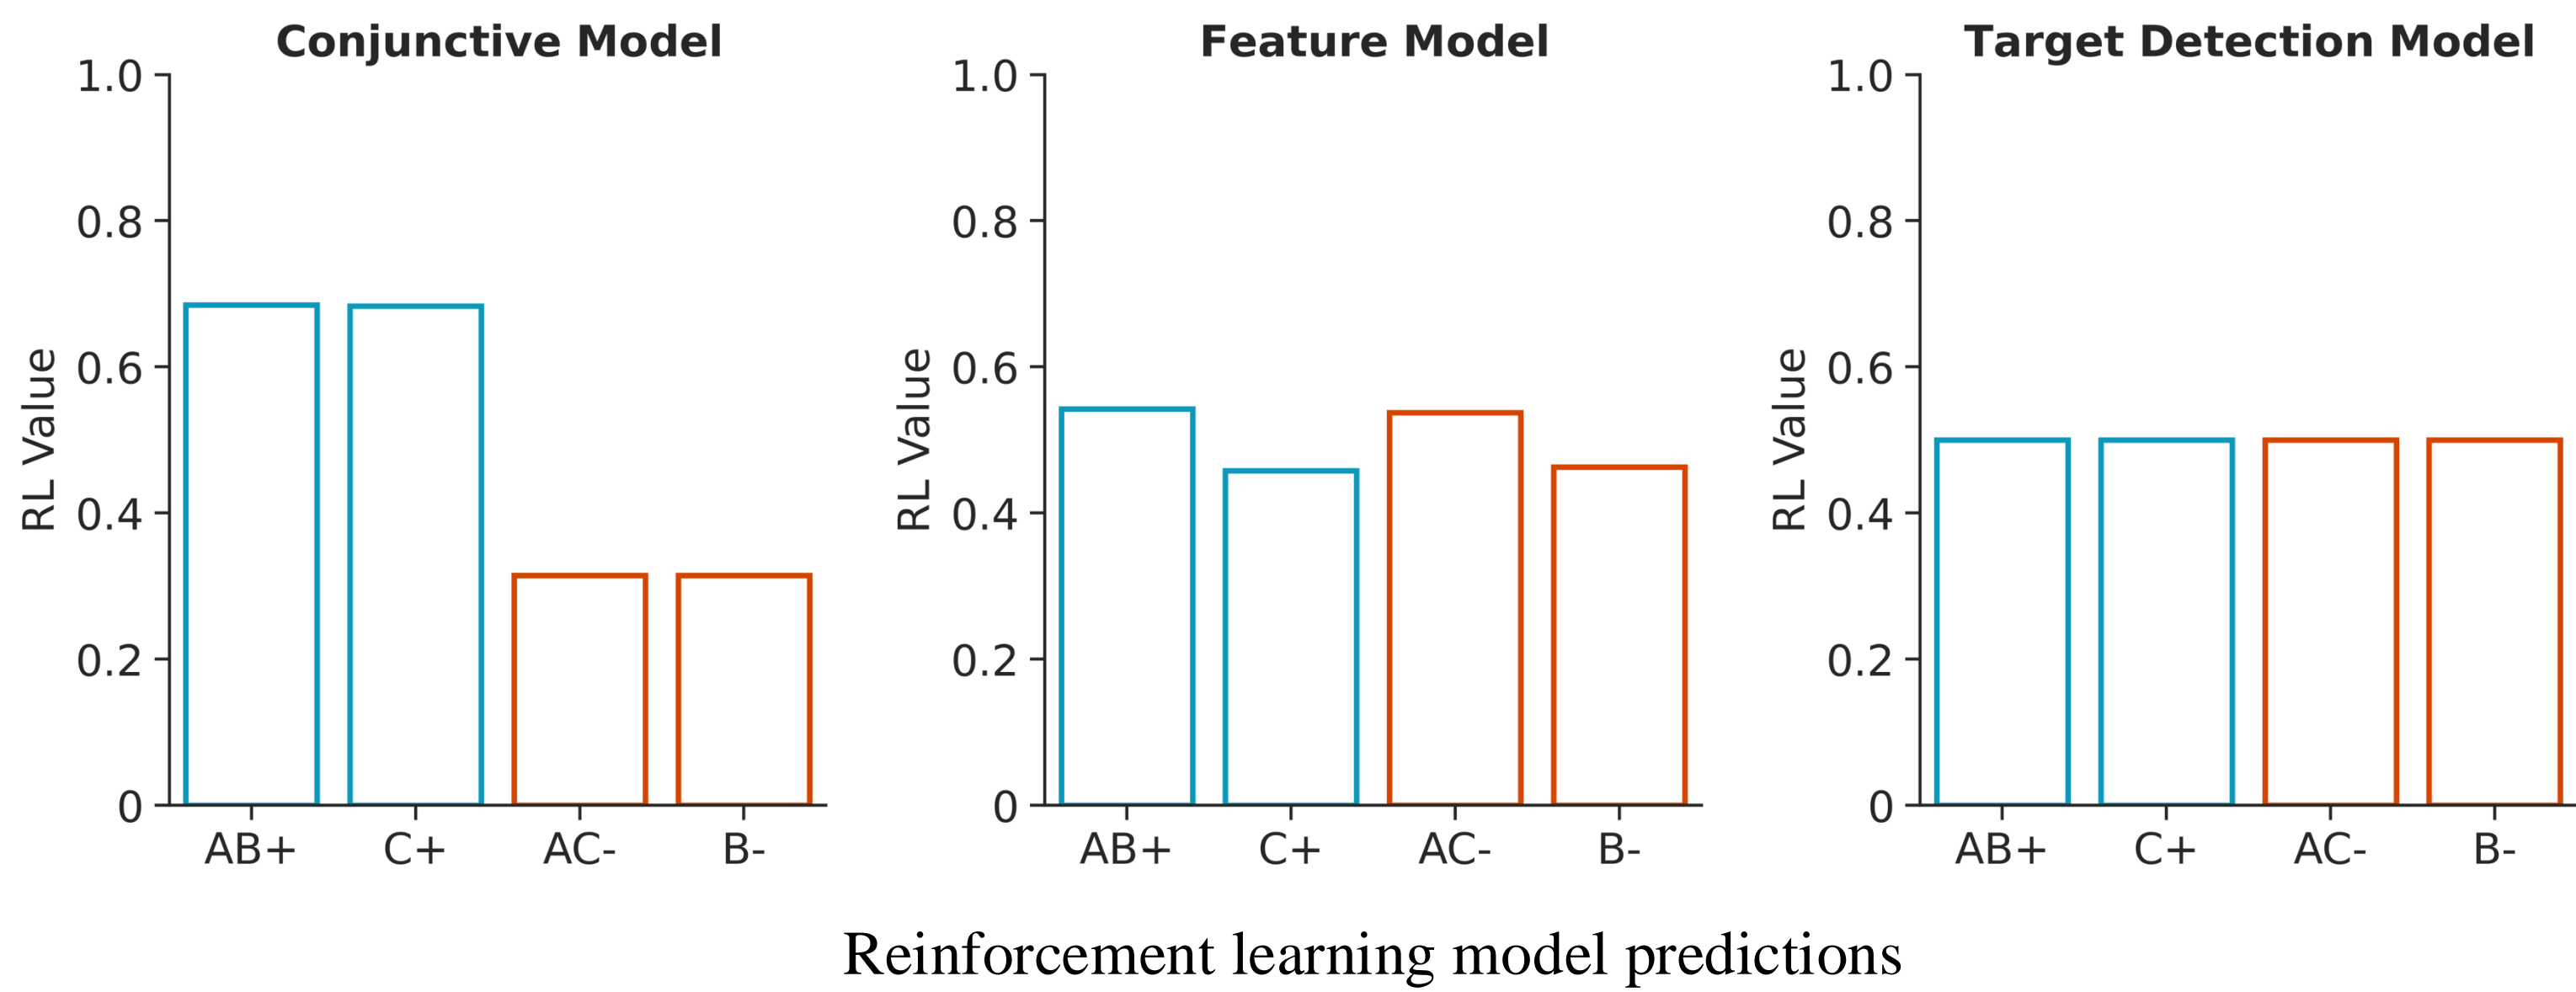 Conjunctive Model
1.0
0.8
0.6
0.4
0.2
0
RL Value
AB+ C+ AC- B-
Feature Model
1.0
0.8
0.6
0.4
0.2
0
RL Value
AB+ C+ AC- B-
Target Detection Model
1.0
0.8
0.6
0.4
0.2
0
RL Value
AB+ C+ AC- B-
Reinforcement learning model predictions